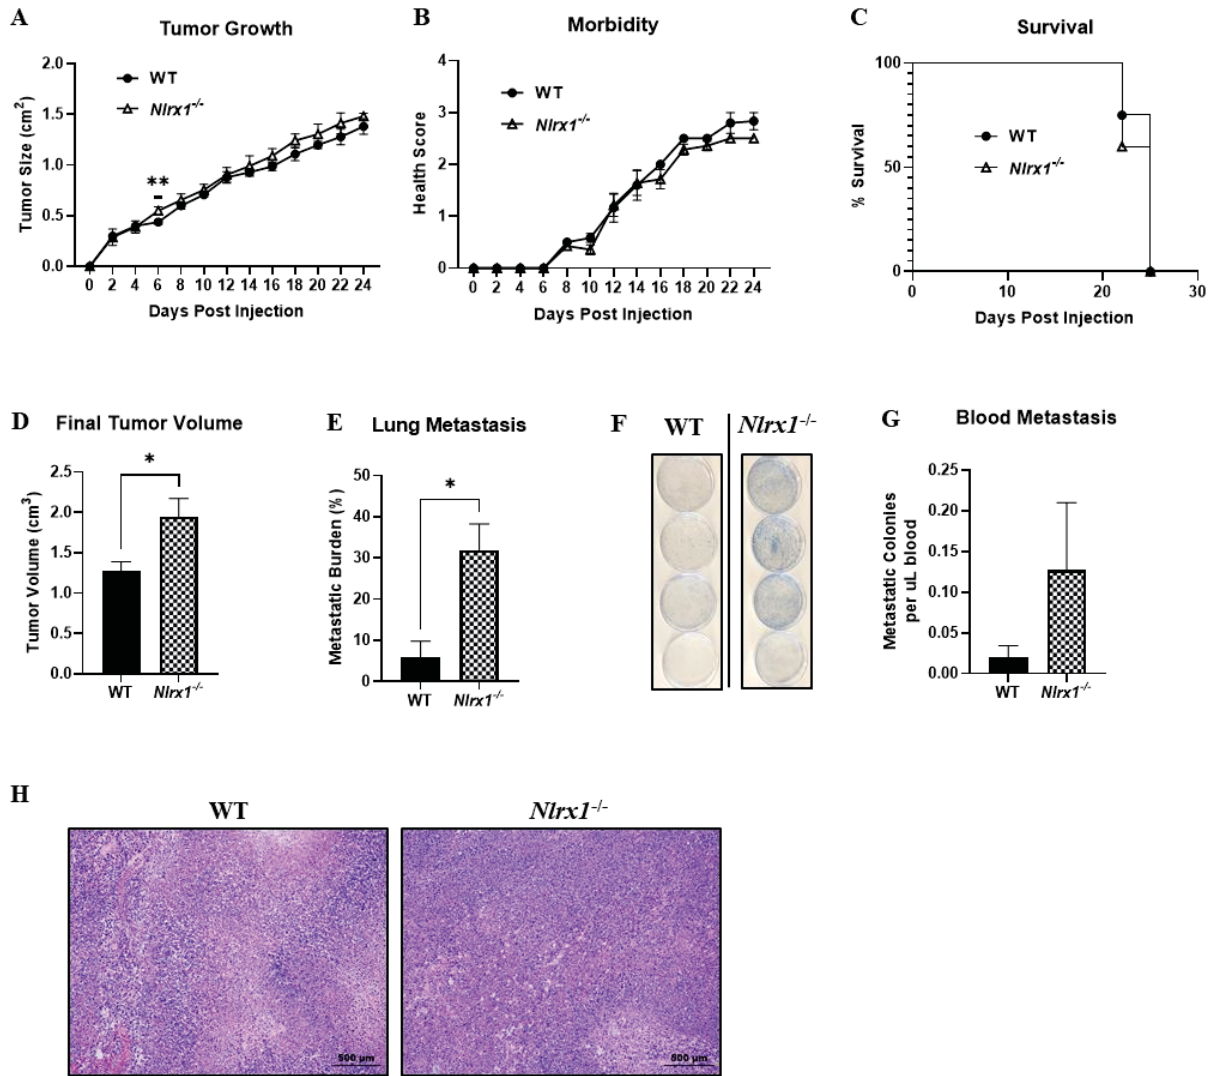 A
Tumor Growth
Tumor Size (cm2)
2.0
1.5
1.0
0.5
0.0
WT
Nlrx1-/-
**
0 2 4 6 8 10 12 14 16 18 20 22 24
Days Post Injection
B
Morbidity
Health Score
4
3
2
1
0
WT
Nlrx1-/-
0 2 4 6 8 10 12 14 16 18 20 22 24
Days Post Injection
C
Survival
% Survival
100
50
0
WT
Nlrx1-/-
0 10 20 30
Days Post Injection
D
Final Tumor Volume
Tumor Volume (cm3)
2.5
2.0
1.5
1.0
0.5
0.0
*
WT Nlrx1-/-
E
Lung Metastasis
Metastatic Burden (%)
50
40
30
20
10
0
*
WT Nlrx1-/-
F
WT Nlrx1-/-
G
Blood Metastasis
Metastatic Colonies
per uL blood
0.25
0.20
0.15
0.10
0.05
0.00
WT Nlrx1-/-
H
WT
500 µm
Nlrx1-/-
500 µm